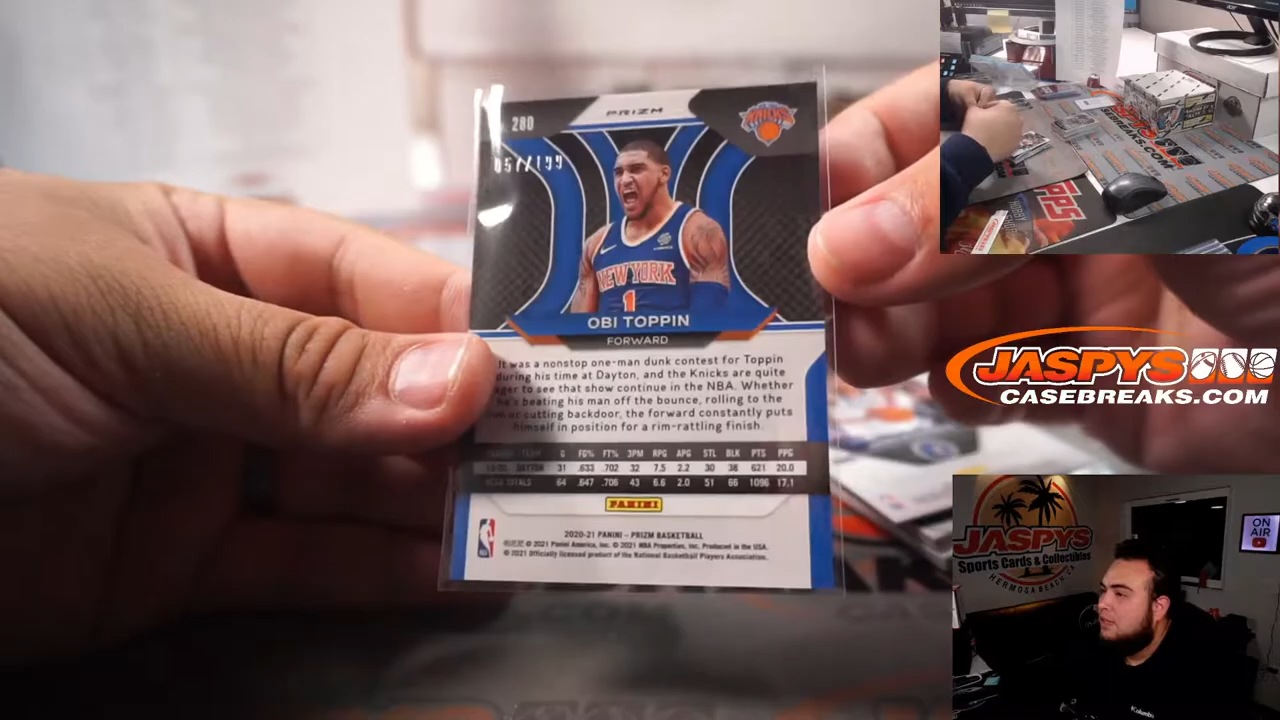 PRIZM
280
057/199
KNICKS
NEW YORK
1
OBI TOPPIN
FORWARD
It was a nonstop one-man dunk contest for Toppin
during his time at Dayton, and the Knicks are quite
eager to see that show continue in the NBA. Whether
he's beating his man off the bounce, rolling to the
or cutting backdoor, the forward constantly puts
himself in position for a rim-rattling finish.
TEAM G FG% FT% 3PM RPG APG STL BLK PTS PPG
DAYTON 31 .633 .702 32 7.5 2.2 30 38 621 20.0
TOTALS 64 .647 .706 43 6.6 2.0 51 66 1096 17.1
PANINI
2020-21 PANINI – PRIZM BASKETBALL
© 2021 Panini America, Inc. © 2021 NBA Properties, Inc. Produced in the USA.
© 2021 Officially licensed product of the National Basketball Players Association.
TOPPS
JASPYS
CASEBREAKS.COM
JASPYS
Sports Cards & Collectibles
HERMOSA BEACH CA
ON
AIR
Columbia